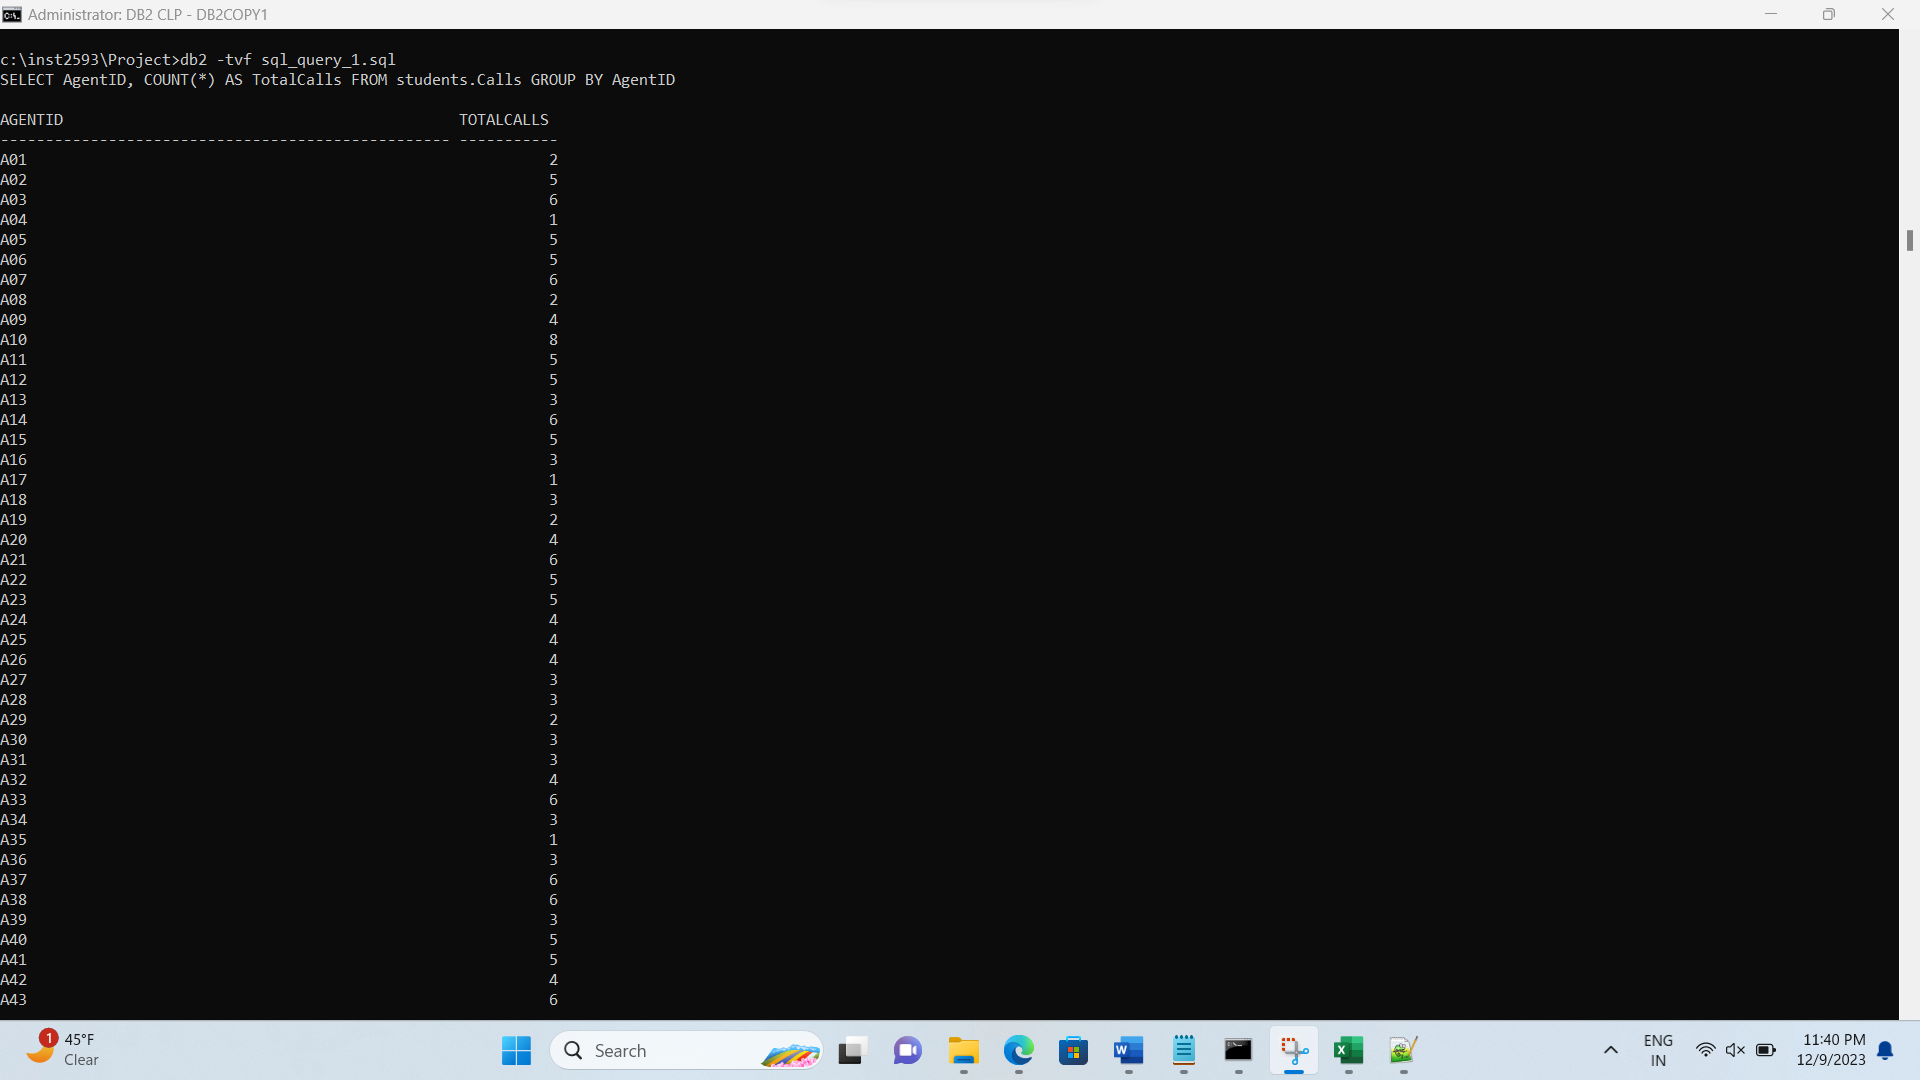 Administrator: DB2 CLP - DB2COPY1
c:\inst2593\Project>db2 -tvf sql_query_1.sql
SELECT AgentID, COUNT(*) AS TotalCalls FROM students.Calls GROUP BY AgentID
AGENTID TOTALCALLS
-------------------------------------------------- -----------
A01 2
A02 5
A03 6
A04 1
A05 5
A06 5
A07 6
A08 2
A09 4
A10 8
A11 5
A12 5
A13 3
A14 6
A15 5
A16 3
A17 1
A18 3
A19 2
A20 4
A21 6
A22 5
A23 5
A24 4
A25 4
A26 4
A27 3
A28 3
A29 2
A30 3
A31 3
A32 4
A33 6
A34 3
A35 1
A36 3
A37 6
A38 6
A39 3
A40 5
A41 5
A42 4
A43 6
1
45°F
Clear
Search
ENG
IN
11:40 PM
12/9/2023